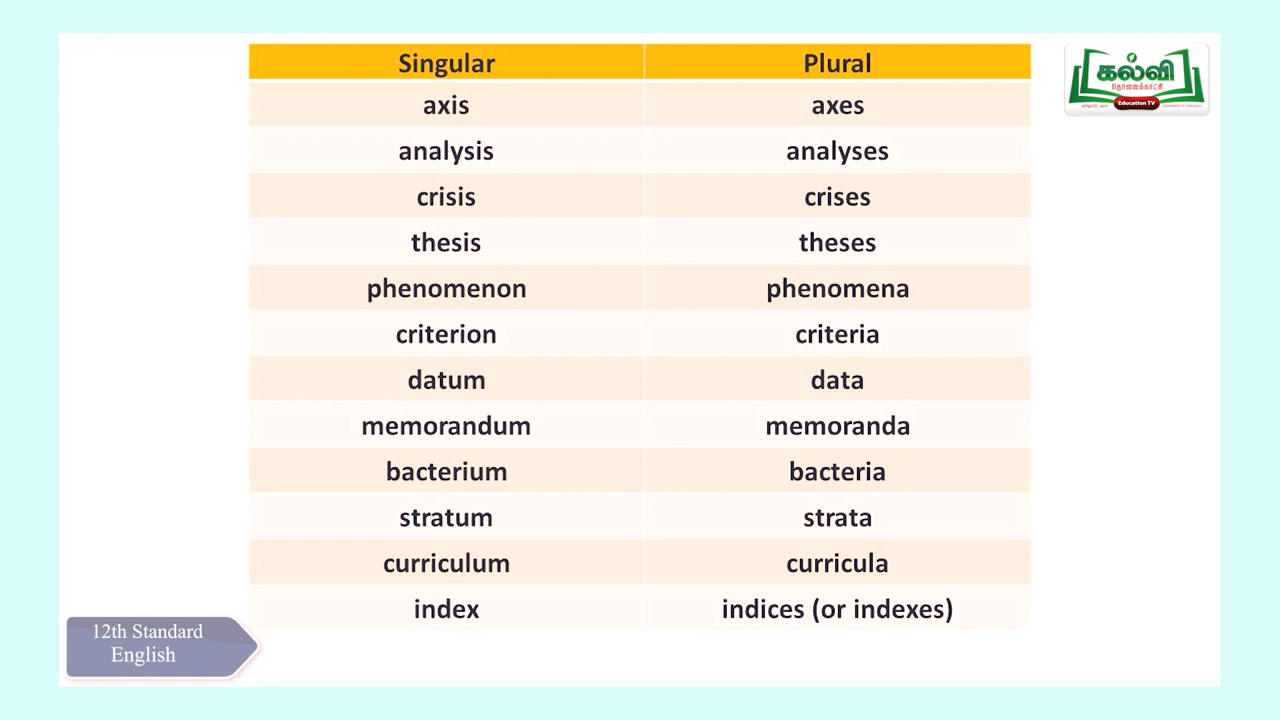 Singular Plural
axis axes
analysis analyses
crisis crises
thesis theses
phenomenon phenomena
criterion criteria
datum data
memorandum memoranda
bacterium bacteria
stratum strata
curriculum curricula
index indices (or indexes)
கல்வி
தொலைக்காட்சி
Education TV
12th Standard
English